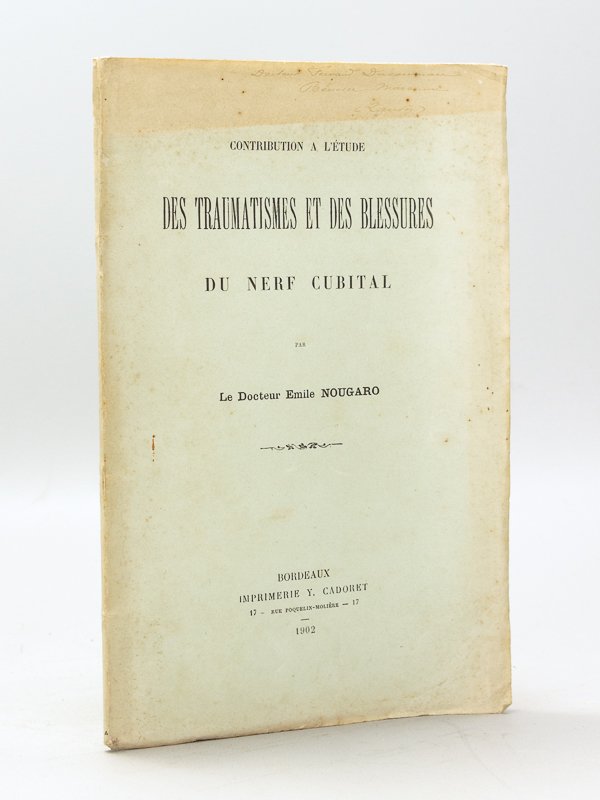 CONTRIBUTION A L'ÉTUDE
DES TRAUMATISMES ET DES BLESSURES
DU NERF CUBITAL
PAR
Le Docteur Emile NOUGARO
BORDEAUX
IMPRIMERIE Y. CADORET
17 – RUE POQUELIN-MOLIÈRE – 17
1902